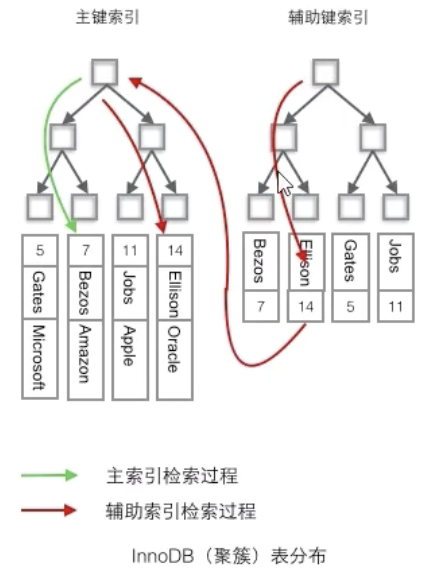 主键索引
辅助键索引
5
7
11
14
Gates
Bezos
Jobs
Ellison
Microsoft
Amazon
Apple
Oracle
Bezos
Ellison
Gates
Jobs
7
14
5
11
主索引检索过程
辅助索引检索过程
InnoDB（聚簇）表分布